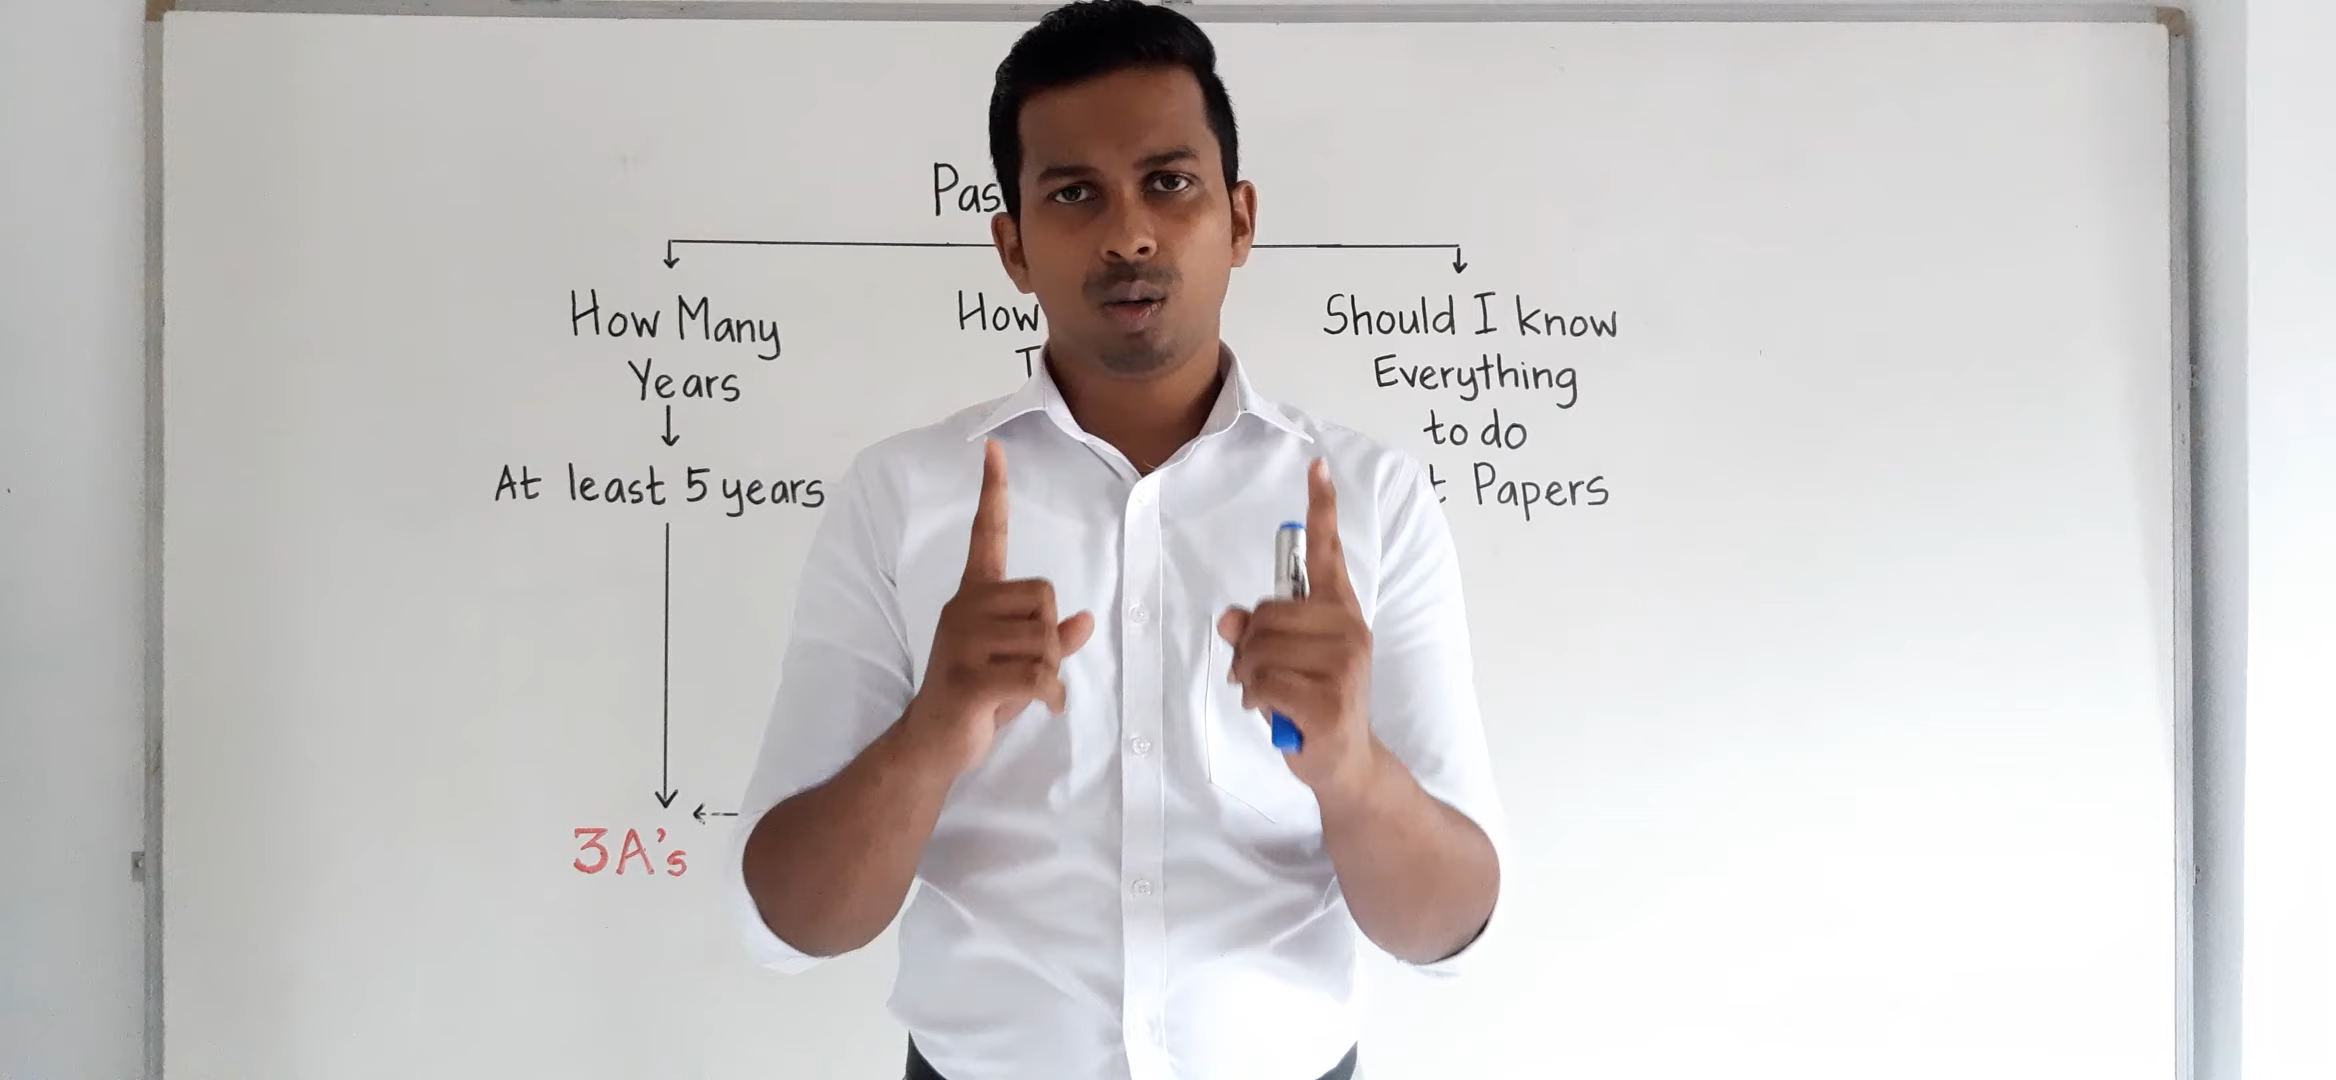 Pas
How Many
Years
At least 5 years
3A's
How
T
Should I know
Everything
to do
t Papers